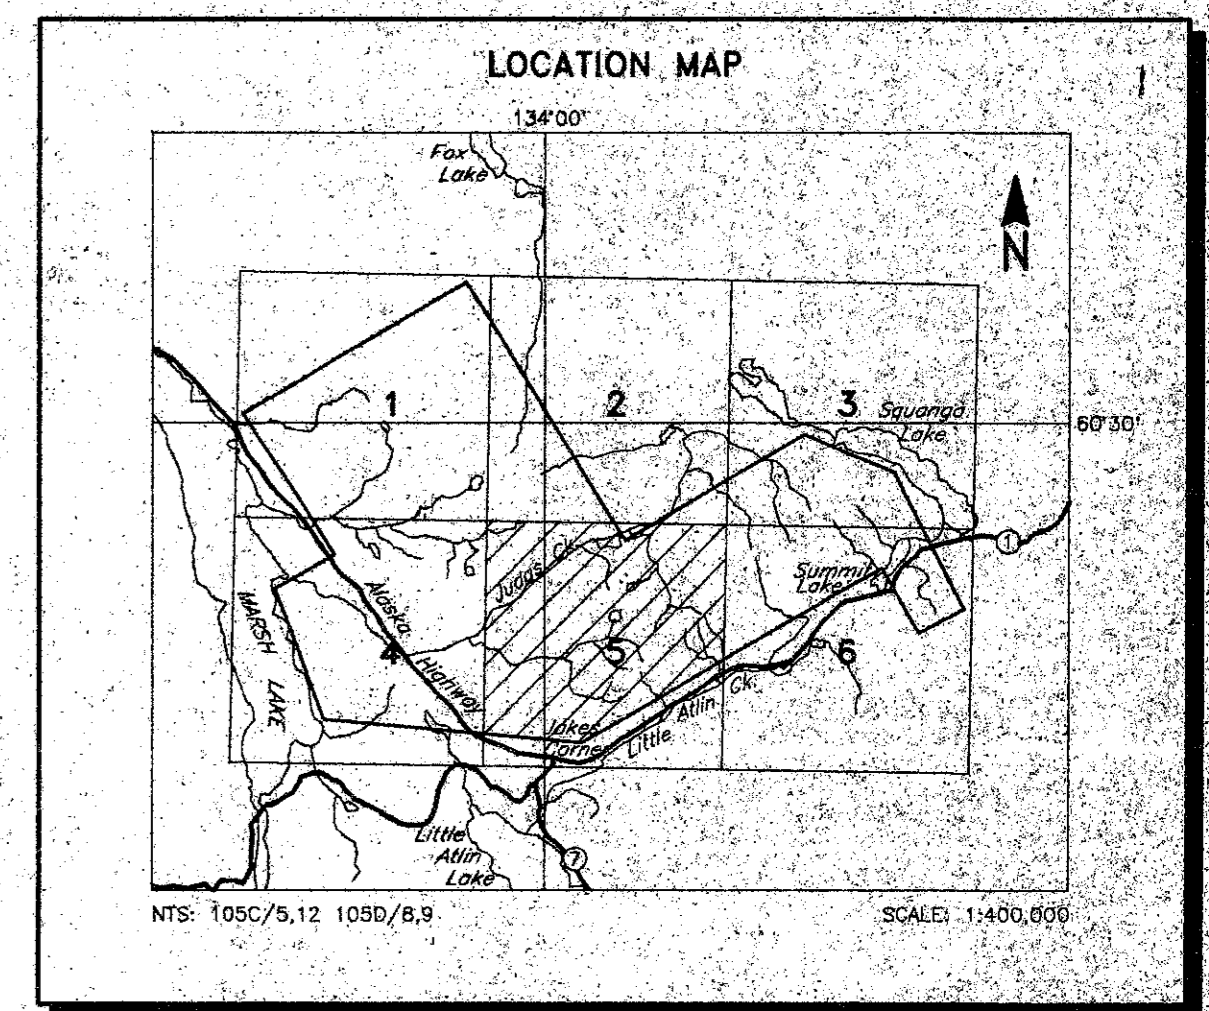 LOCATION MAP
1
134°00'
Fox
Lake
N
1
2
3
Squanga
Lake
60°30'
1
Judas Ck.
Summit
Lake
Alaska
Highway
MARSH
LAKE
4
5
6
Jakes
Corner
Little Atlin Ck.
Little
Atlin
Lake
7
NTS: 105C/5,12 105D/8,9
SCALE: 1:400,000